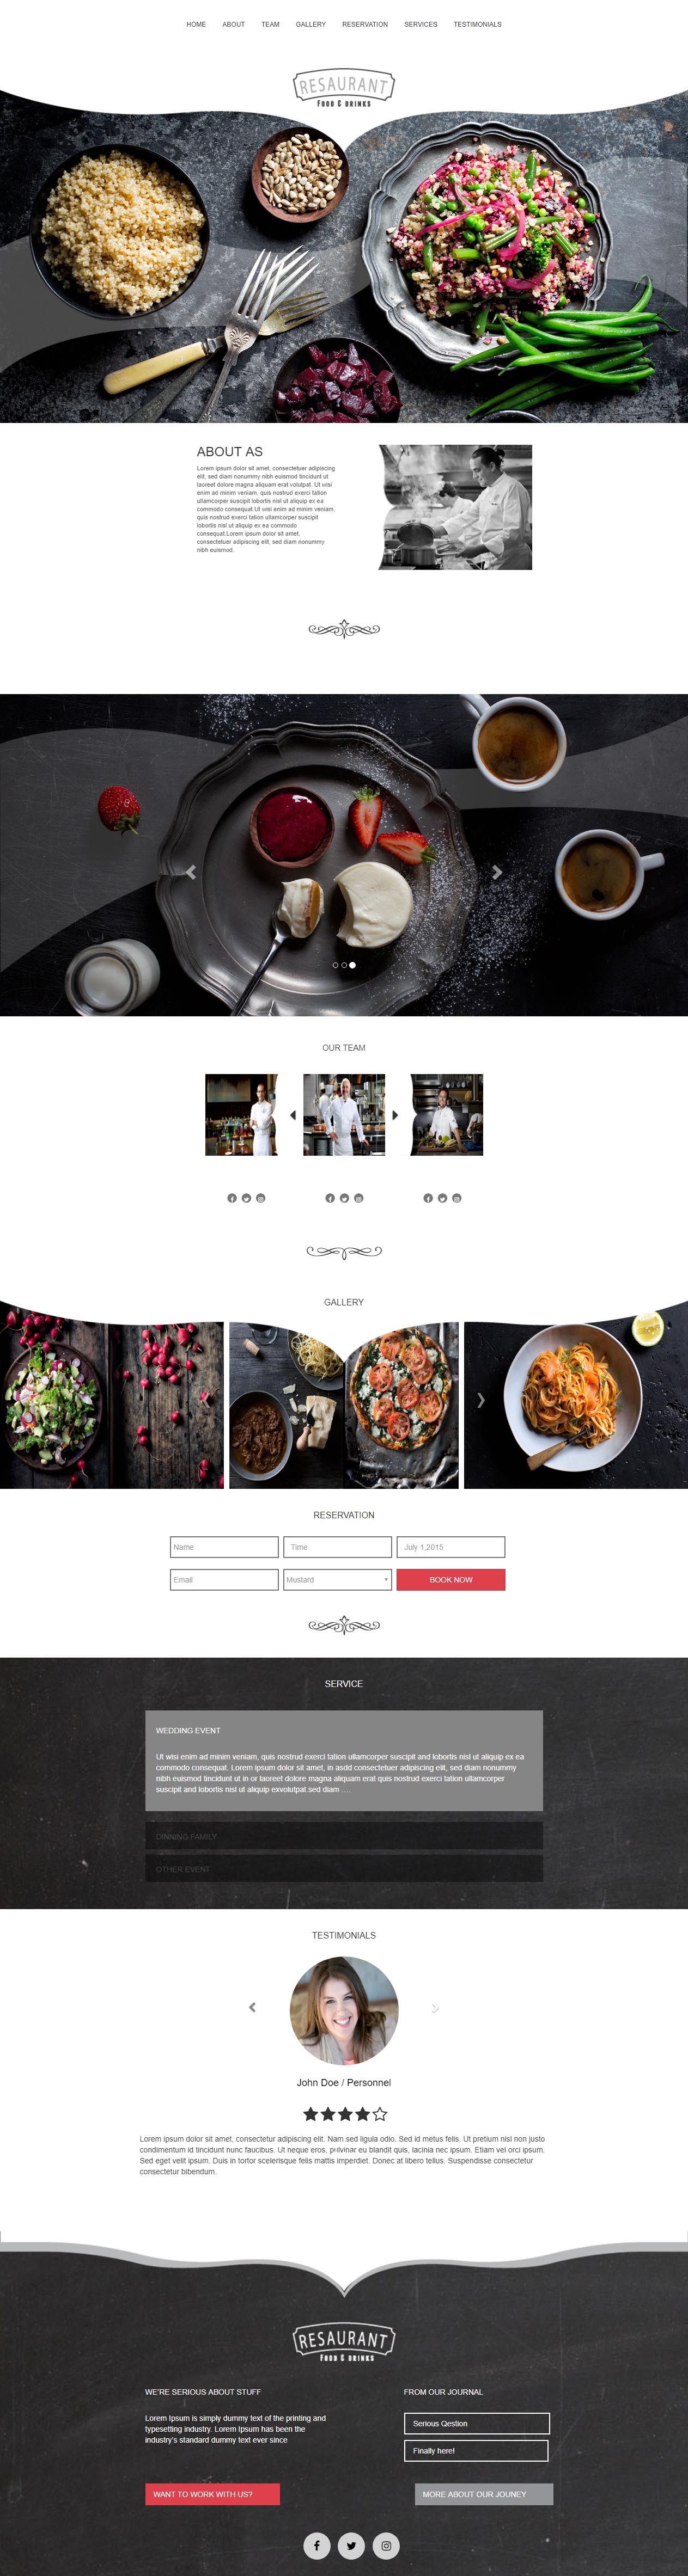 HOME ABOUT TEAM GALLERY RESERVATION SERVICES TESTIMONIALS
RESAURANT
FOOD & DRINKS
ABOUT AS
Lorem ipsum dolor sit amet, consectetuer adipiscing
elit, sed diam nonummy nibh euismod tincidunt ut
laoreet dolore magna aliquam erat volutpat. Ut wisi
enim ad minim veniam, quis nostrud exerci tation
ullamcorper suscipit lobortis nisl ut aliquip ex ea
commodo consequat.Ut wisi enim ad minim veniam,
quis nostrud exerci tation ullamcorper suscipit
lobortis nisl ut aliquip ex ea commodo
consequat.Lorem ipsum dolor sit amet,
consectetuer adipiscing elit, sed diam nonummy
nibh euismod.
OUR TEAM
GALLERY
RESERVATION
Name Time July 1,2015
Email Mustard BOOK NOW
SERVICE
WEDDING EVENT
Ut wisi enim ad minim veniam, quis nostrud exerci tation ullamcorper suscipit and lobortis nisl ut aliquip ex ea
commodo consequat. Lorem ipsum dolor sit amet, in asdd consectetuer adipiscing elit, sed diam nonummy
nibh euismod tincidunt ut in or laoreet dolore magna aliquam erat quis nostrud exerci tation ullamcorper
suscipit and lobortis nisl ut aliquip exvolutpat.sed diam ....
DINNING FAMILY
OTHER EVENT
TESTIMONIALS
John Doe / Personnel
Lorem ipsum dolor sit amet, consectetur adipiscing elit. Nam sed ligula odio. Sed id metus felis. Ut pretium nisl non justo
condimentum id tincidunt nunc faucibus. Ut neque eros, pulvinar eu blandit quis, lacinia nec ipsum. Etiam vel orci ipsum.
Sed eget velit ipsum. Duis in tortor scelerisque felis mattis imperdiet. Donec at libero tellus. Suspendisse consectetur
consectetur bibendum.
RESAURANT
FOOD & DRINKS
WE'RE SERIOUS ABOUT STUFF
Lorem Ipsum is simply dummy text of the printing and
typesetting industry. Lorem Ipsum has been the
industry's standard dummy text ever since
WANT TO WORK WITH US?
FROM OUR JOURNAL
Serious Qestion
Finally here!
MORE ABOUT OUR JOUNEY